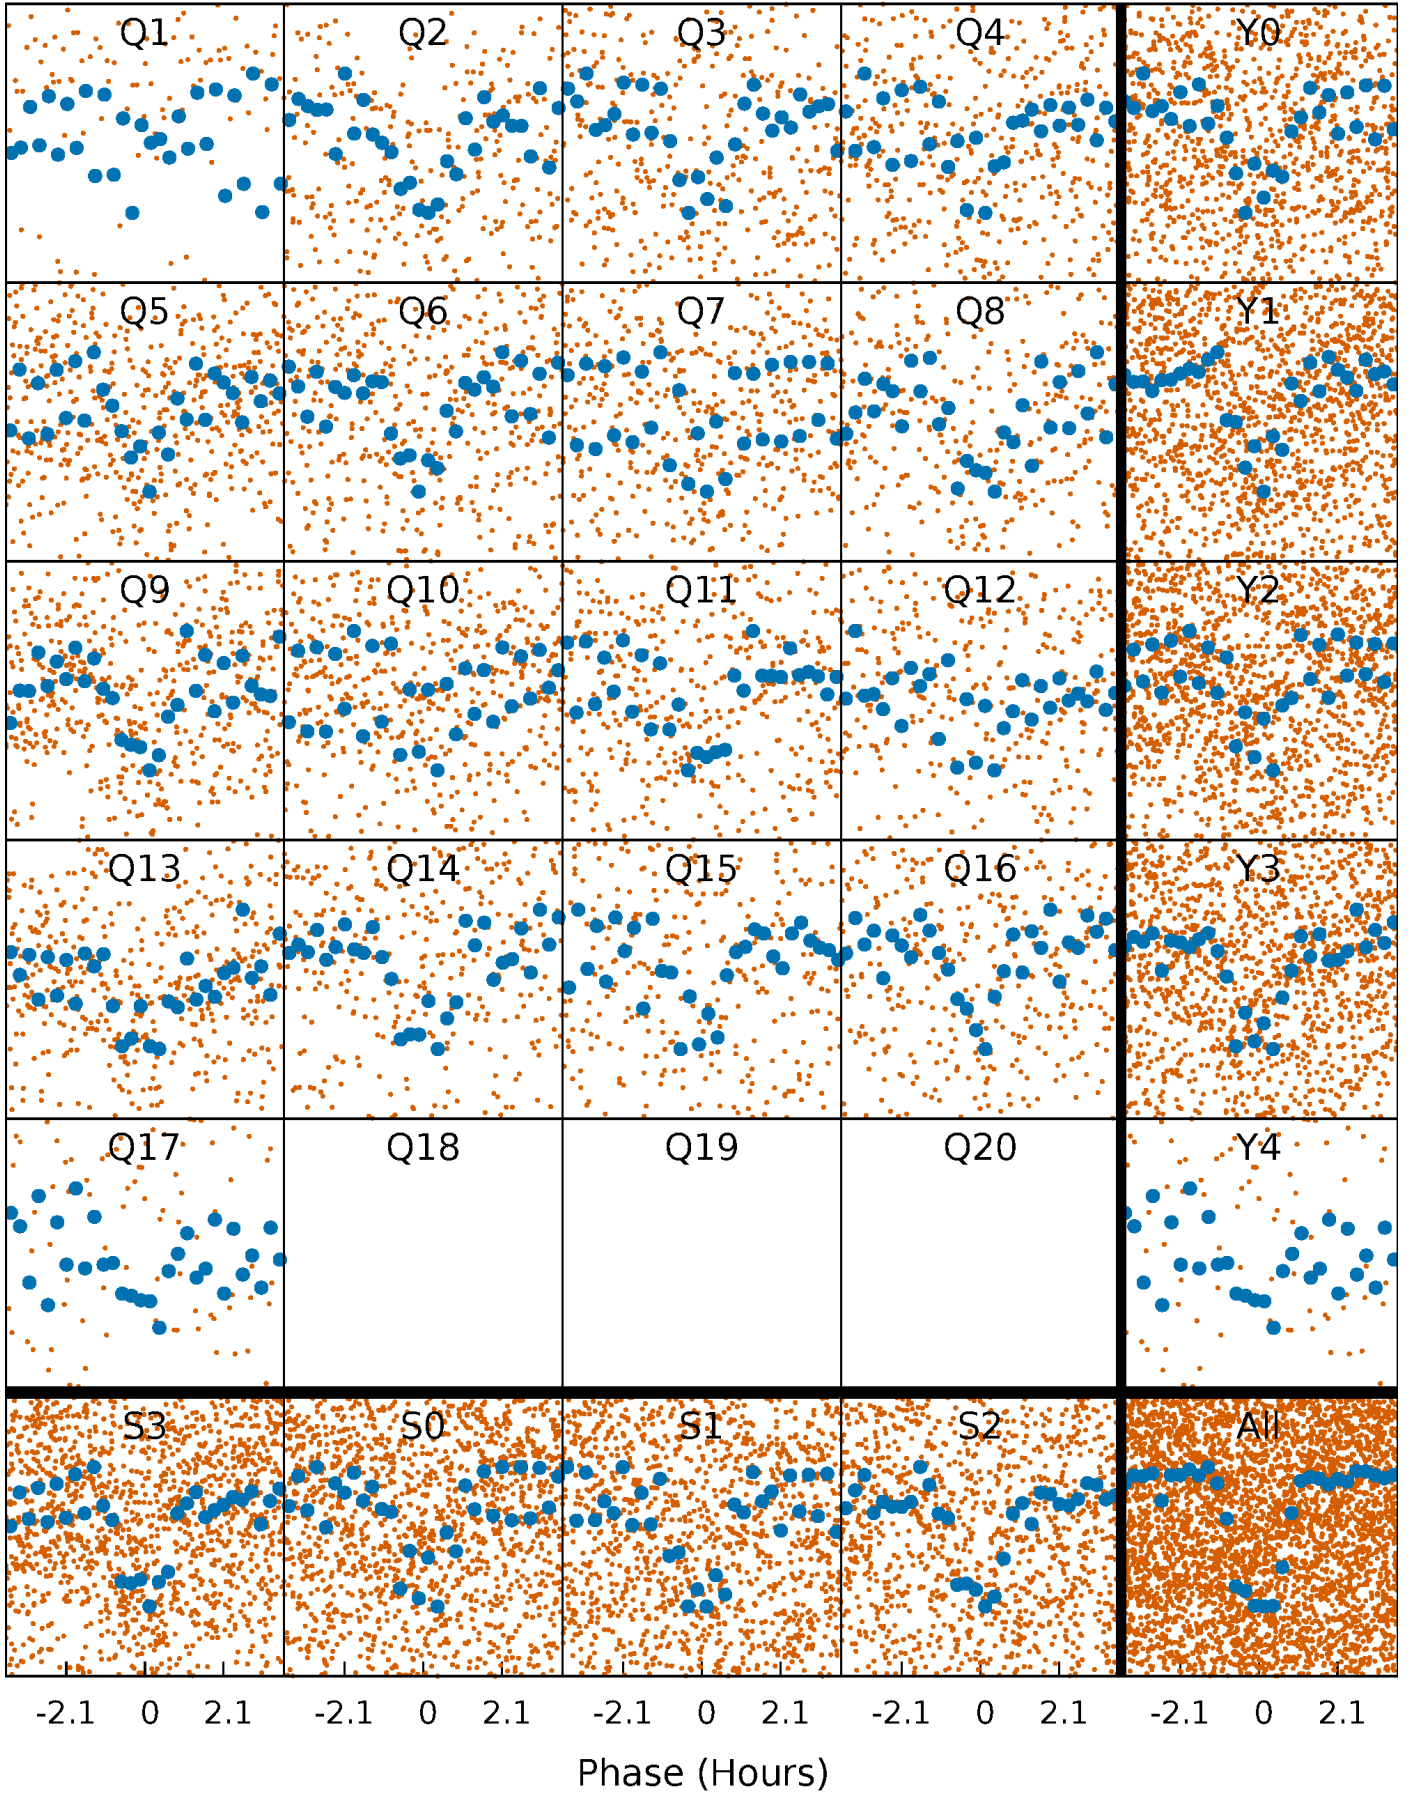 Q1 Q2 Q3 Q4 Y0
Q5 Q6 Q7 Q8 Y1
Q9 Q10 Q11 Q12 Y2
Q13 Q14 Q15 Q16 Y3
Q17 Q18 Q19 Q20 Y4
S3 S0 S1 S2 All
-2.1 0 2.1 -2.1 0 2.1 -2.1 0 2.1 -2.1 0 2.1 -2.1 0 2.1
Phase (Hours)